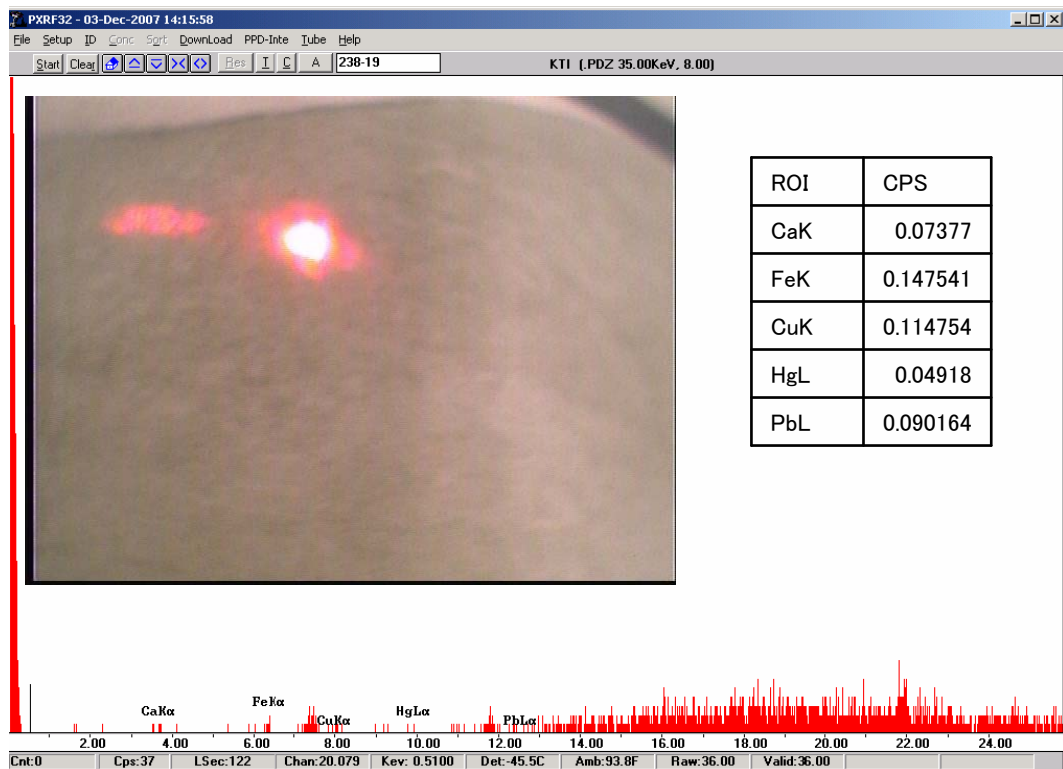 PXRF32 - 03-Dec-2007 14:15:58
File Setup ID Conc Sort DownLoad PPD-Inte Tube Help
Start Clear Res I C A 238-19 KTI (.PDZ 35.00KeV, 8.00)
ROI CPS
CaK 0.07377
FeK 0.147541
CuK 0.114754
HgL 0.04918
PbL 0.090164
FeKα
CaKα HgLα
CuKα PbLα
2.00 4.00 6.00 8.00 10.00 12.00 14.00 16.00 18.00 20.00 22.00 24.00
Cnt:0 Cps:37 LSec:122 Chan:20.079 Kev: 0.5100 Det:-45.5C Amb:93.8F Raw:36.00 Valid:36.00